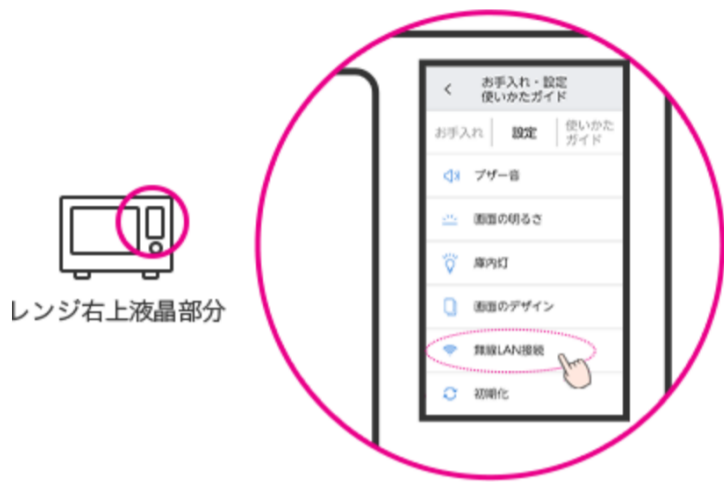 レンジ右上液晶部分
お手入れ・設定
使いかたガイド
お手入れ
設定
使いかた
ガイド
ブザー音
画面の明るさ
庫内灯
画面のデザイン
無線LAN接続
初期化